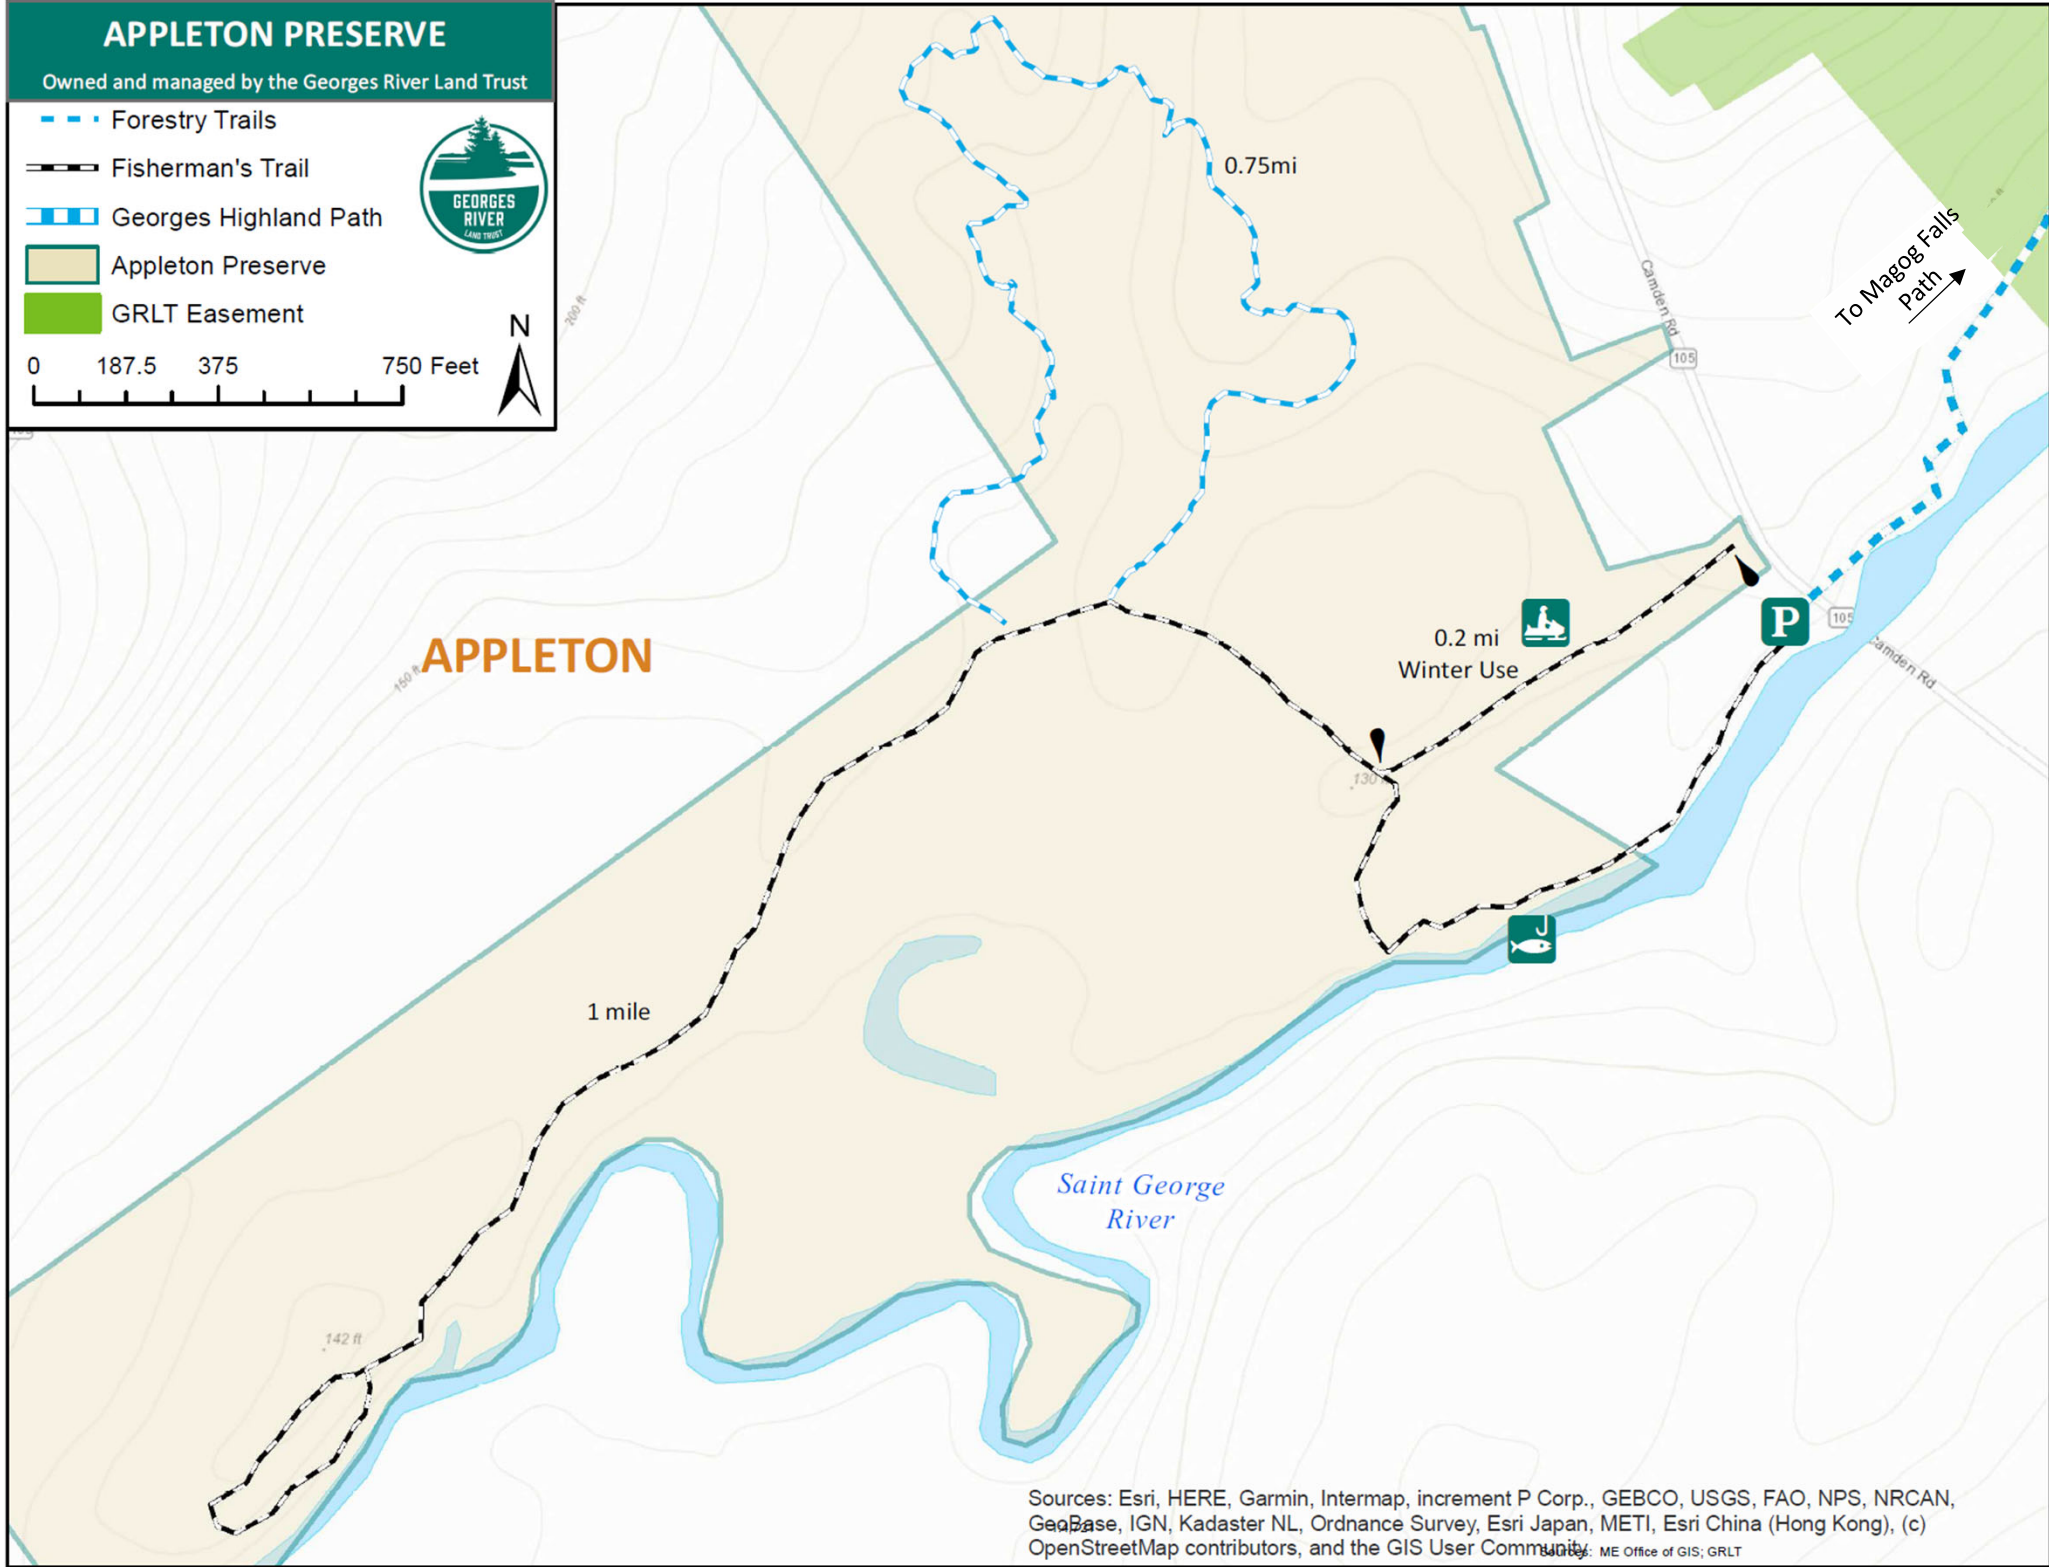 APPLETON PRESERVE
Owned and managed by the Georges River Land Trust
Forestry Trails
Fisherman's Trail
Georges Highland Path
Appleton Preserve
GRLT Easement
GEORGES
RIVER
LAND TRUST
N
0 187.5 375 750 Feet
200 ft
0.75mi
Camden Rd
105
To Magog Falls
Path
APPLETON
150 ft
0.2 mi
Winter Use
P
105
Camden Rd
130
1 mile
Saint George
River
142 ft
Sources: Esri, HERE, Garmin, Intermap, increment P Corp., GEBCO, USGS, FAO, NPS, NRCAN,
GeoBase, IGN, Kadaster NL, Ordnance Survey, Esri Japan, METI, Esri China (Hong Kong), (c)
OpenStreetMap contributors, and the GIS User Community
Sources: ME Office of GIS; GRLT